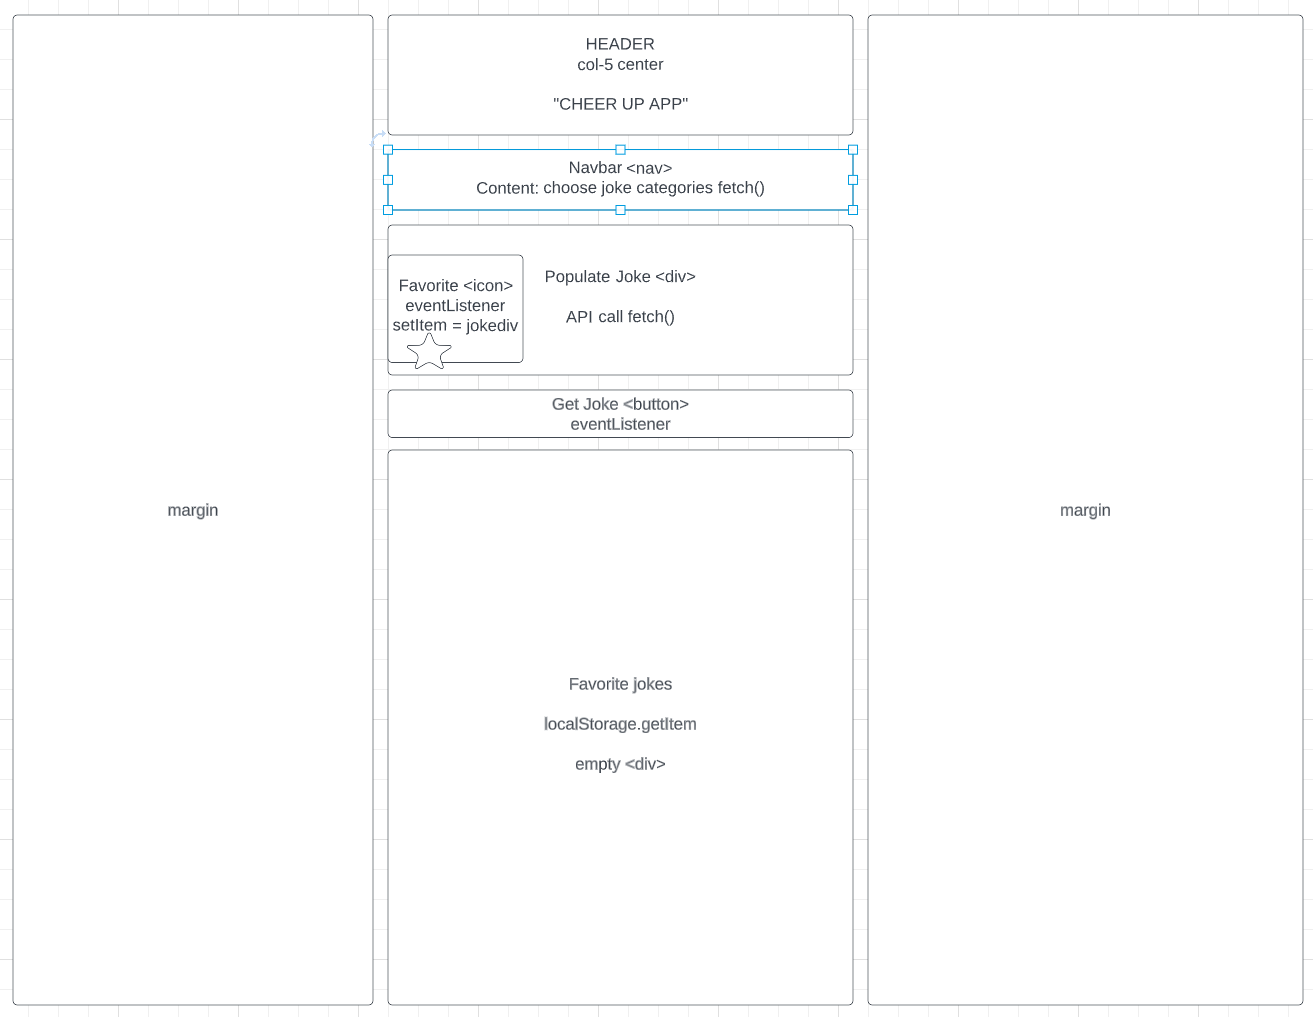 HEADER
col-5 center
"CHEER UP APP"
Navbar <nav>
Content: choose joke categories fetch()
Favorite <icon>
eventListener
setItem = jokediv
Populate Joke <div>
API call fetch()
Get Joke <button>
eventListener
margin
margin
Favorite jokes
localStorage.getItem
empty <div>